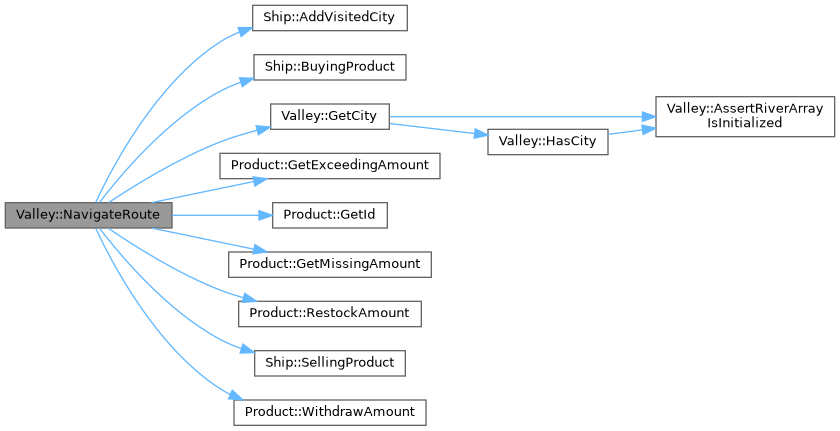 Ship::AddVisitedCity
Ship::BuyingProduct
Valley::GetCity
Valley::AssertRiverArray
IsInitialized
Valley::HasCity
Product::GetExceedingAmount
Valley::NavigateRoute
Product::GetId
Product::GetMissingAmount
Product::RestockAmount
Ship::SellingProduct
Product::WithdrawAmount